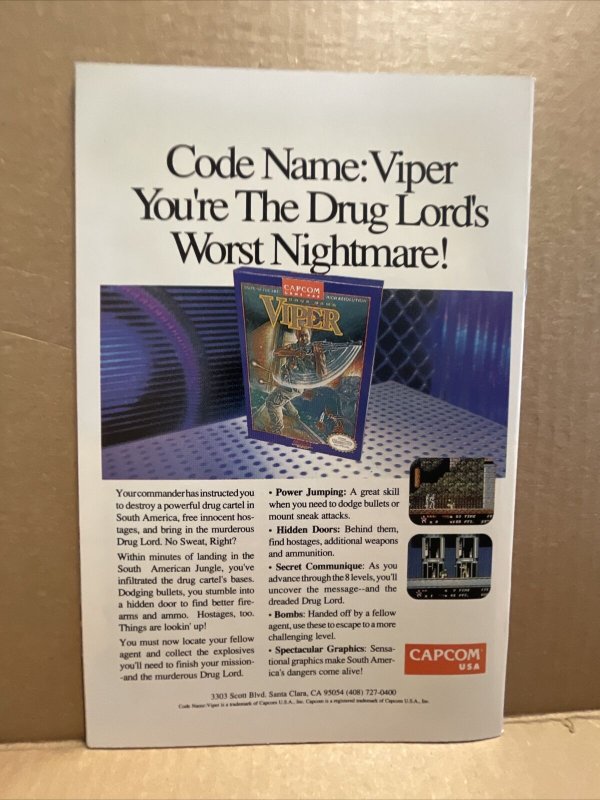 Code Name: Viper
You're The Drug Lord's
Worst Nightmare!
CAPCOM
HIGH RESOLUTION
CODE NAME
VIPER
Your commander has instructed you
to destroy a powerful drug cartel in
South America, free innocent hos-
tages, and bring in the murderous
Drug Lord. No Sweat, Right?
Within minutes of landing in the
South American Jungle, you've
infiltrated the drug cartel's bases.
Dodging bullets, you stumble into
a hidden door to find better fire-
arms and ammo. Hostages, too.
Things are lookin' up!
You must now locate your fellow
agent and collect the explosives
you'll need to finish your mission-
-and the murderous Drug Lord.
• Power Jumping: A great skill
when you need to dodge bullets or
mount sneak attacks.
• Hidden Doors: Behind them,
find hostages, additional weapons
and ammunition.
• Secret Communique: As you
advance through the 8 levels, you'll
uncover the message--and the
dreaded Drug Lord.
• Bombs: Handed off by a fellow
agent, use these to escape to a more
challenging level.
• Spectacular Graphics: Sensa-
tional graphics make South Amer-
ica's dangers come alive!
CAPCOM
USA
3303 Scott Blvd. Santa Clara, CA 95054 (408) 727-0400
Code Name: Viper is a trademark of Capcom U.S.A., Inc. Capcom is a registered trademark of Capcom U.S.A., Inc.